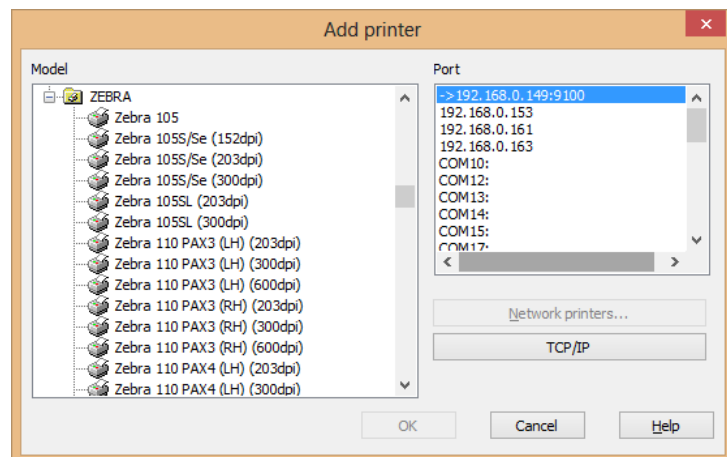 Add printer
Model
ZEBRA
Zebra 105
Zebra 105S/Se (152dpi)
Zebra 105S/Se (203dpi)
Zebra 105S/Se (300dpi)
Zebra 105SL (203dpi)
Zebra 105SL (300dpi)
Zebra 110 PAX3 (LH) (203dpi)
Zebra 110 PAX3 (LH) (300dpi)
Zebra 110 PAX3 (LH) (600dpi)
Zebra 110 PAX3 (RH) (203dpi)
Zebra 110 PAX3 (RH) (300dpi)
Zebra 110 PAX3 (RH) (600dpi)
Zebra 110 PAX4 (LH) (203dpi)
Zebra 110 PAX4 (LH) (300dpi)
Port
->192.168.0.149:9100
192.168.0.153
192.168.0.161
192.168.0.163
COM10:
COM12:
COM13:
COM14:
COM15:
COM17:
Network printers...
TCP/IP
OK
Cancel
Help